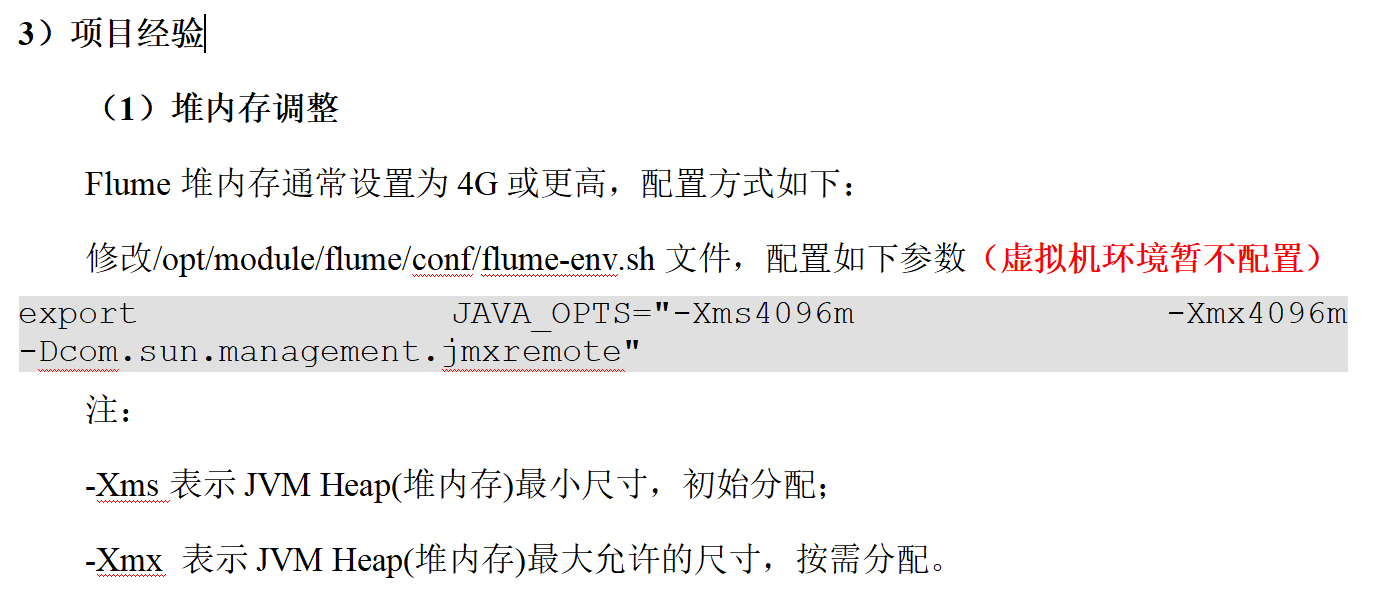 3）项目经验
（1）堆内存调整
Flume 堆内存通常设置为 4G 或更高，配置方式如下：
修改/opt/module/flume/conf/flume-env.sh 文件，配置如下参数（虚拟机环境暂不配置）
export JAVA_OPTS="-Xms4096m -Xmx4096m
-Dcom.sun.management.jmxremote"
注：
-Xms 表示 JVM Heap(堆内存)最小尺寸，初始分配；
-Xmx 表示 JVM Heap(堆内存)最大允许的尺寸，按需分配。